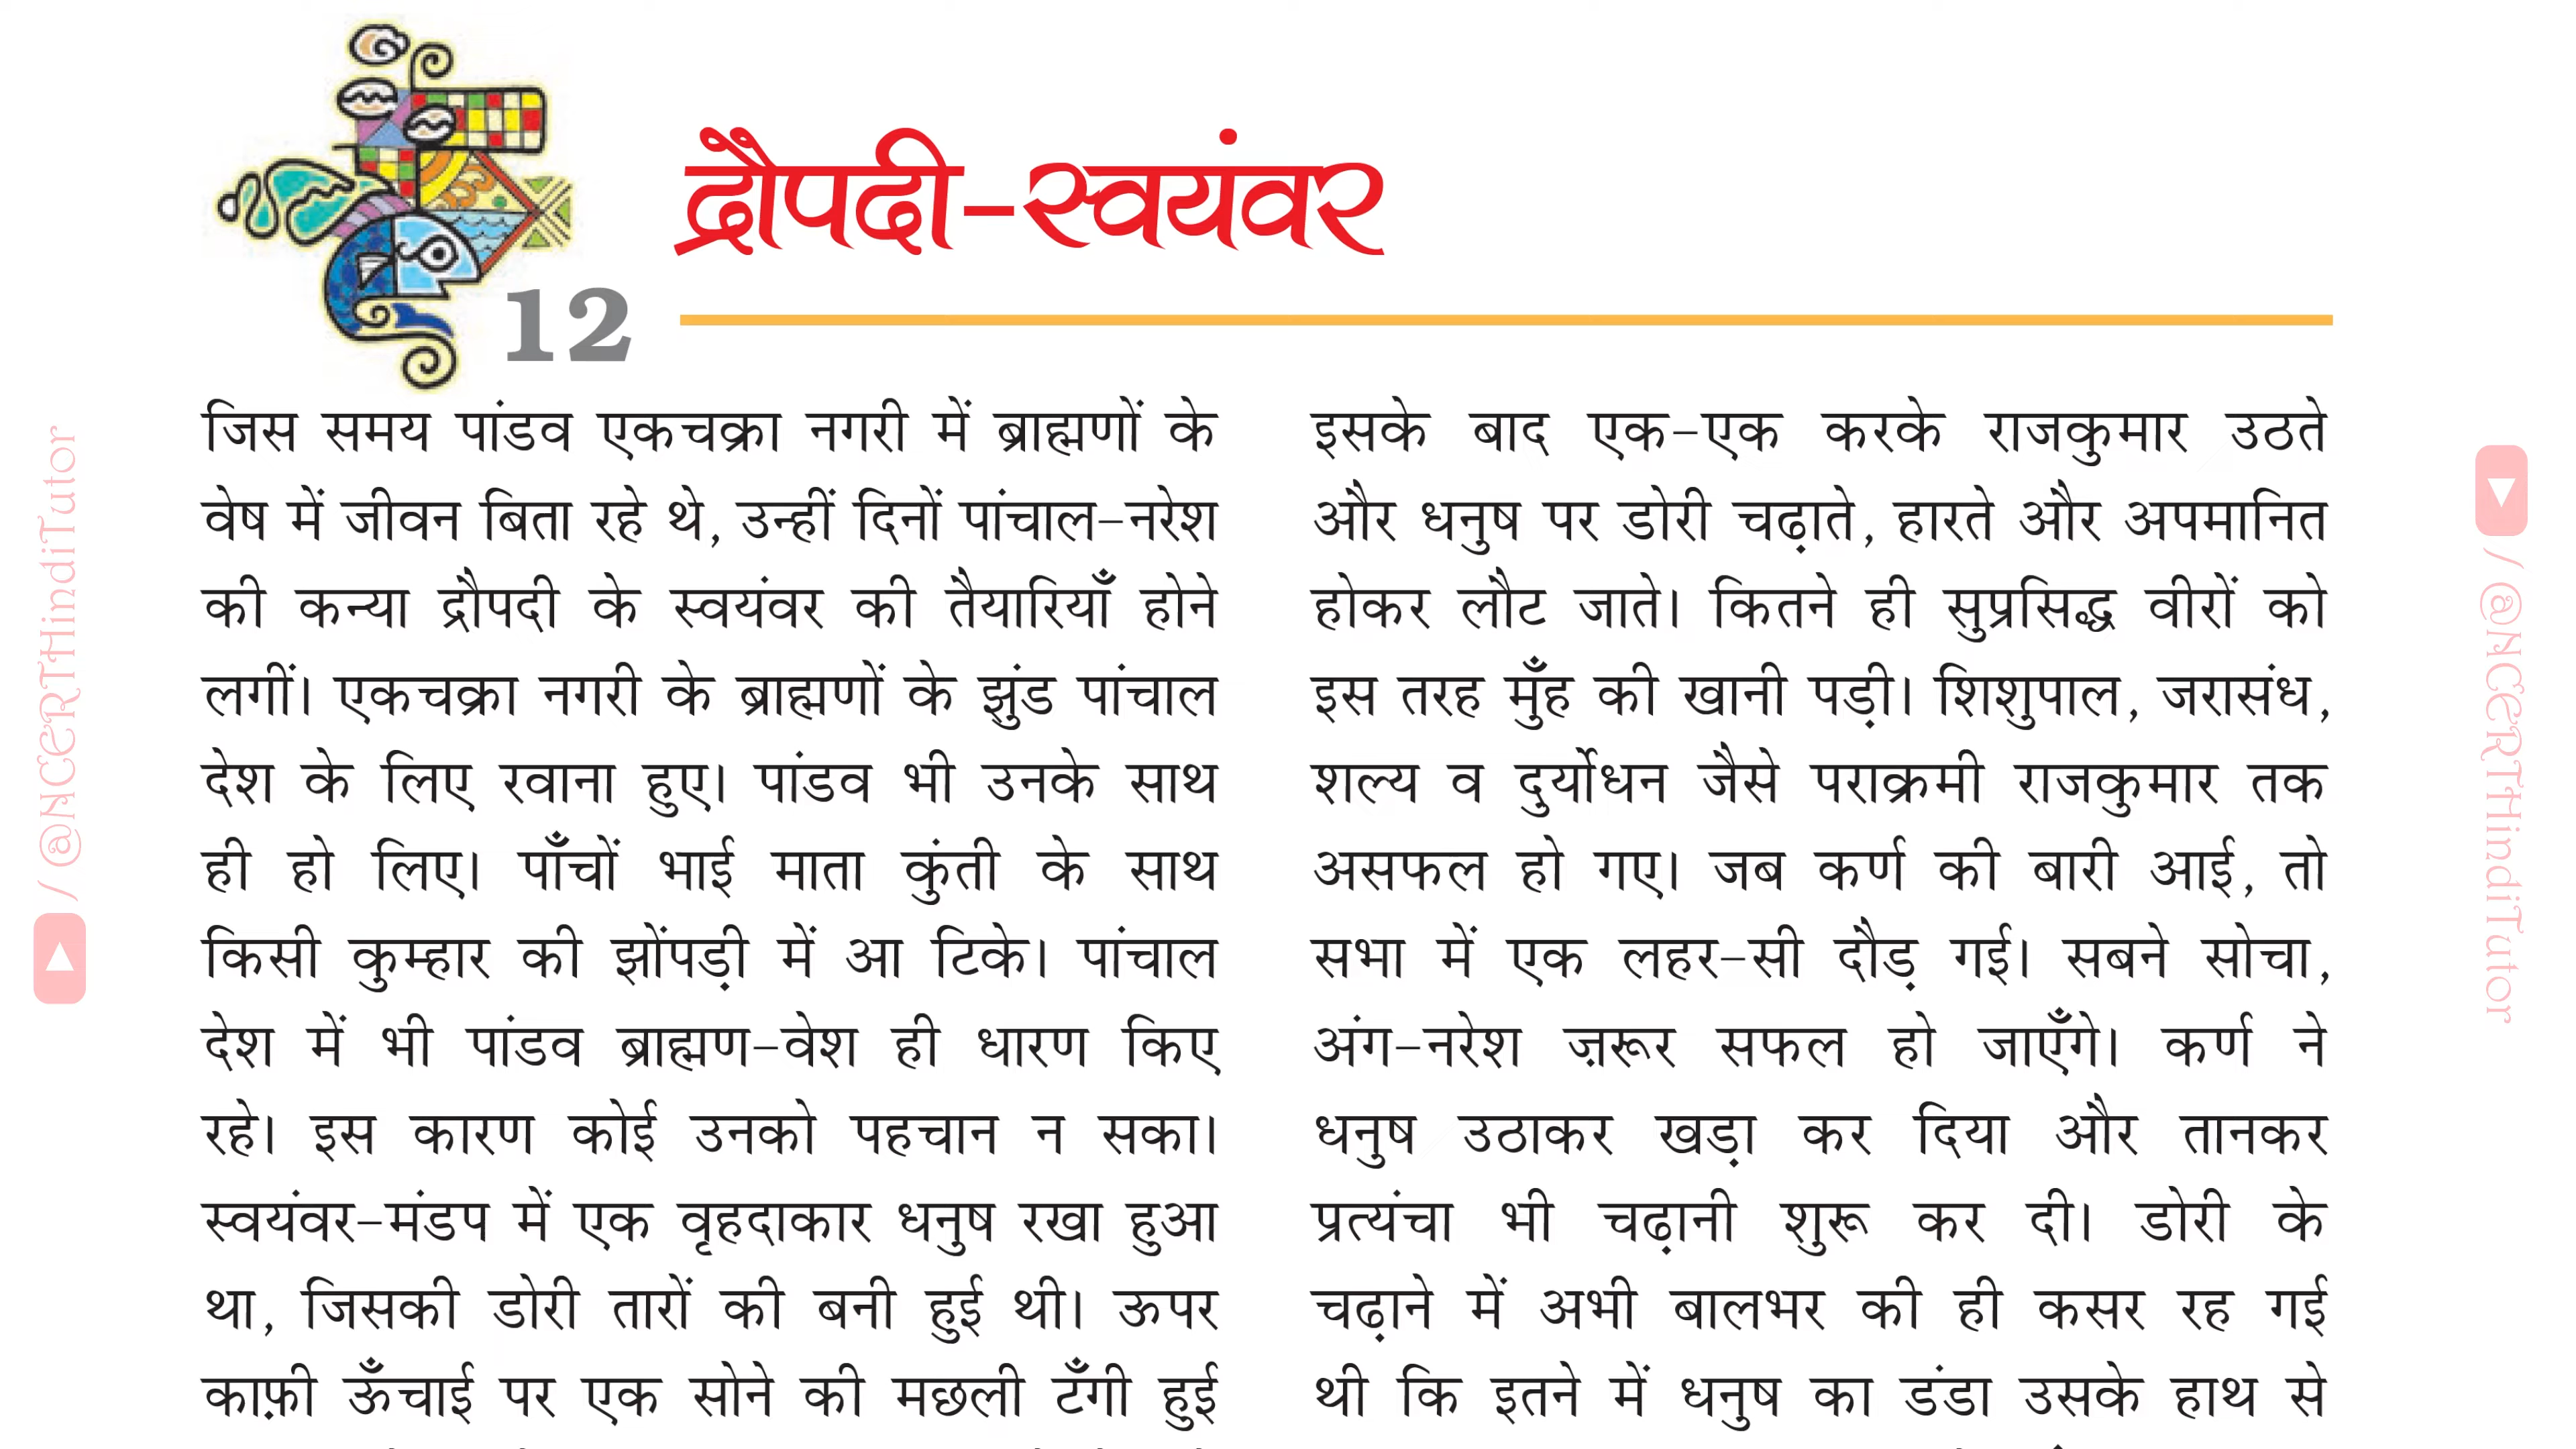 द्रौपदी-स्वयंवर
12
जिस समय पांडव एकचक्रा नगरी में ब्राह्मणों के
वेष में जीवन बिता रहे थे, उन्हीं दिनों पांचाल-नरेश
की कन्या द्रौपदी के स्वयंवर की तैयारियाँ होने
लगीं। एकचक्रा नगरी के ब्राह्मणों के झुंड पांचाल
देश के लिए रवाना हुए। पांडव भी उनके साथ
ही हो लिए। पाँचों भाई माता कुंती के साथ
किसी कुम्हार की झोंपड़ी में आ टिके। पांचाल
देश में भी पांडव ब्राह्मण-वेश ही धारण किए
रहे। इस कारण कोई उनको पहचान न सका।
स्वयंवर-मंडप में एक वृहदाकार धनुष रखा हुआ
था, जिसकी डोरी तारों की बनी हुई थी। ऊपर
काफ़ी ऊँचाई पर एक सोने की मछली टँगी हुई
इसके बाद एक-एक करके राजकुमार उठते
और धनुष पर डोरी चढ़ाते, हारते और अपमानित
होकर लौट जाते। कितने ही सुप्रसिद्ध वीरों को
इस तरह मुँह की खानी पड़ी। शिशुपाल, जरासंध,
शल्य व दुर्योधन जैसे पराक्रमी राजकुमार तक
असफल हो गए। जब कर्ण की बारी आई, तो
सभा में एक लहर-सी दौड़ गई। सबने सोचा,
अंग-नरेश ज़रूर सफल हो जाएँगे। कर्ण ने
धनुष उठाकर खड़ा कर दिया और तानकर
प्रत्यंचा भी चढ़ानी शुरू कर दी। डोरी के
चढ़ाने में अभी बालभर की ही कसर रह गई
थी कि इतने में धनुष का डंडा उसके हाथ से
/ @NCERTHindiTutor
/ @NCERTHindiTutor